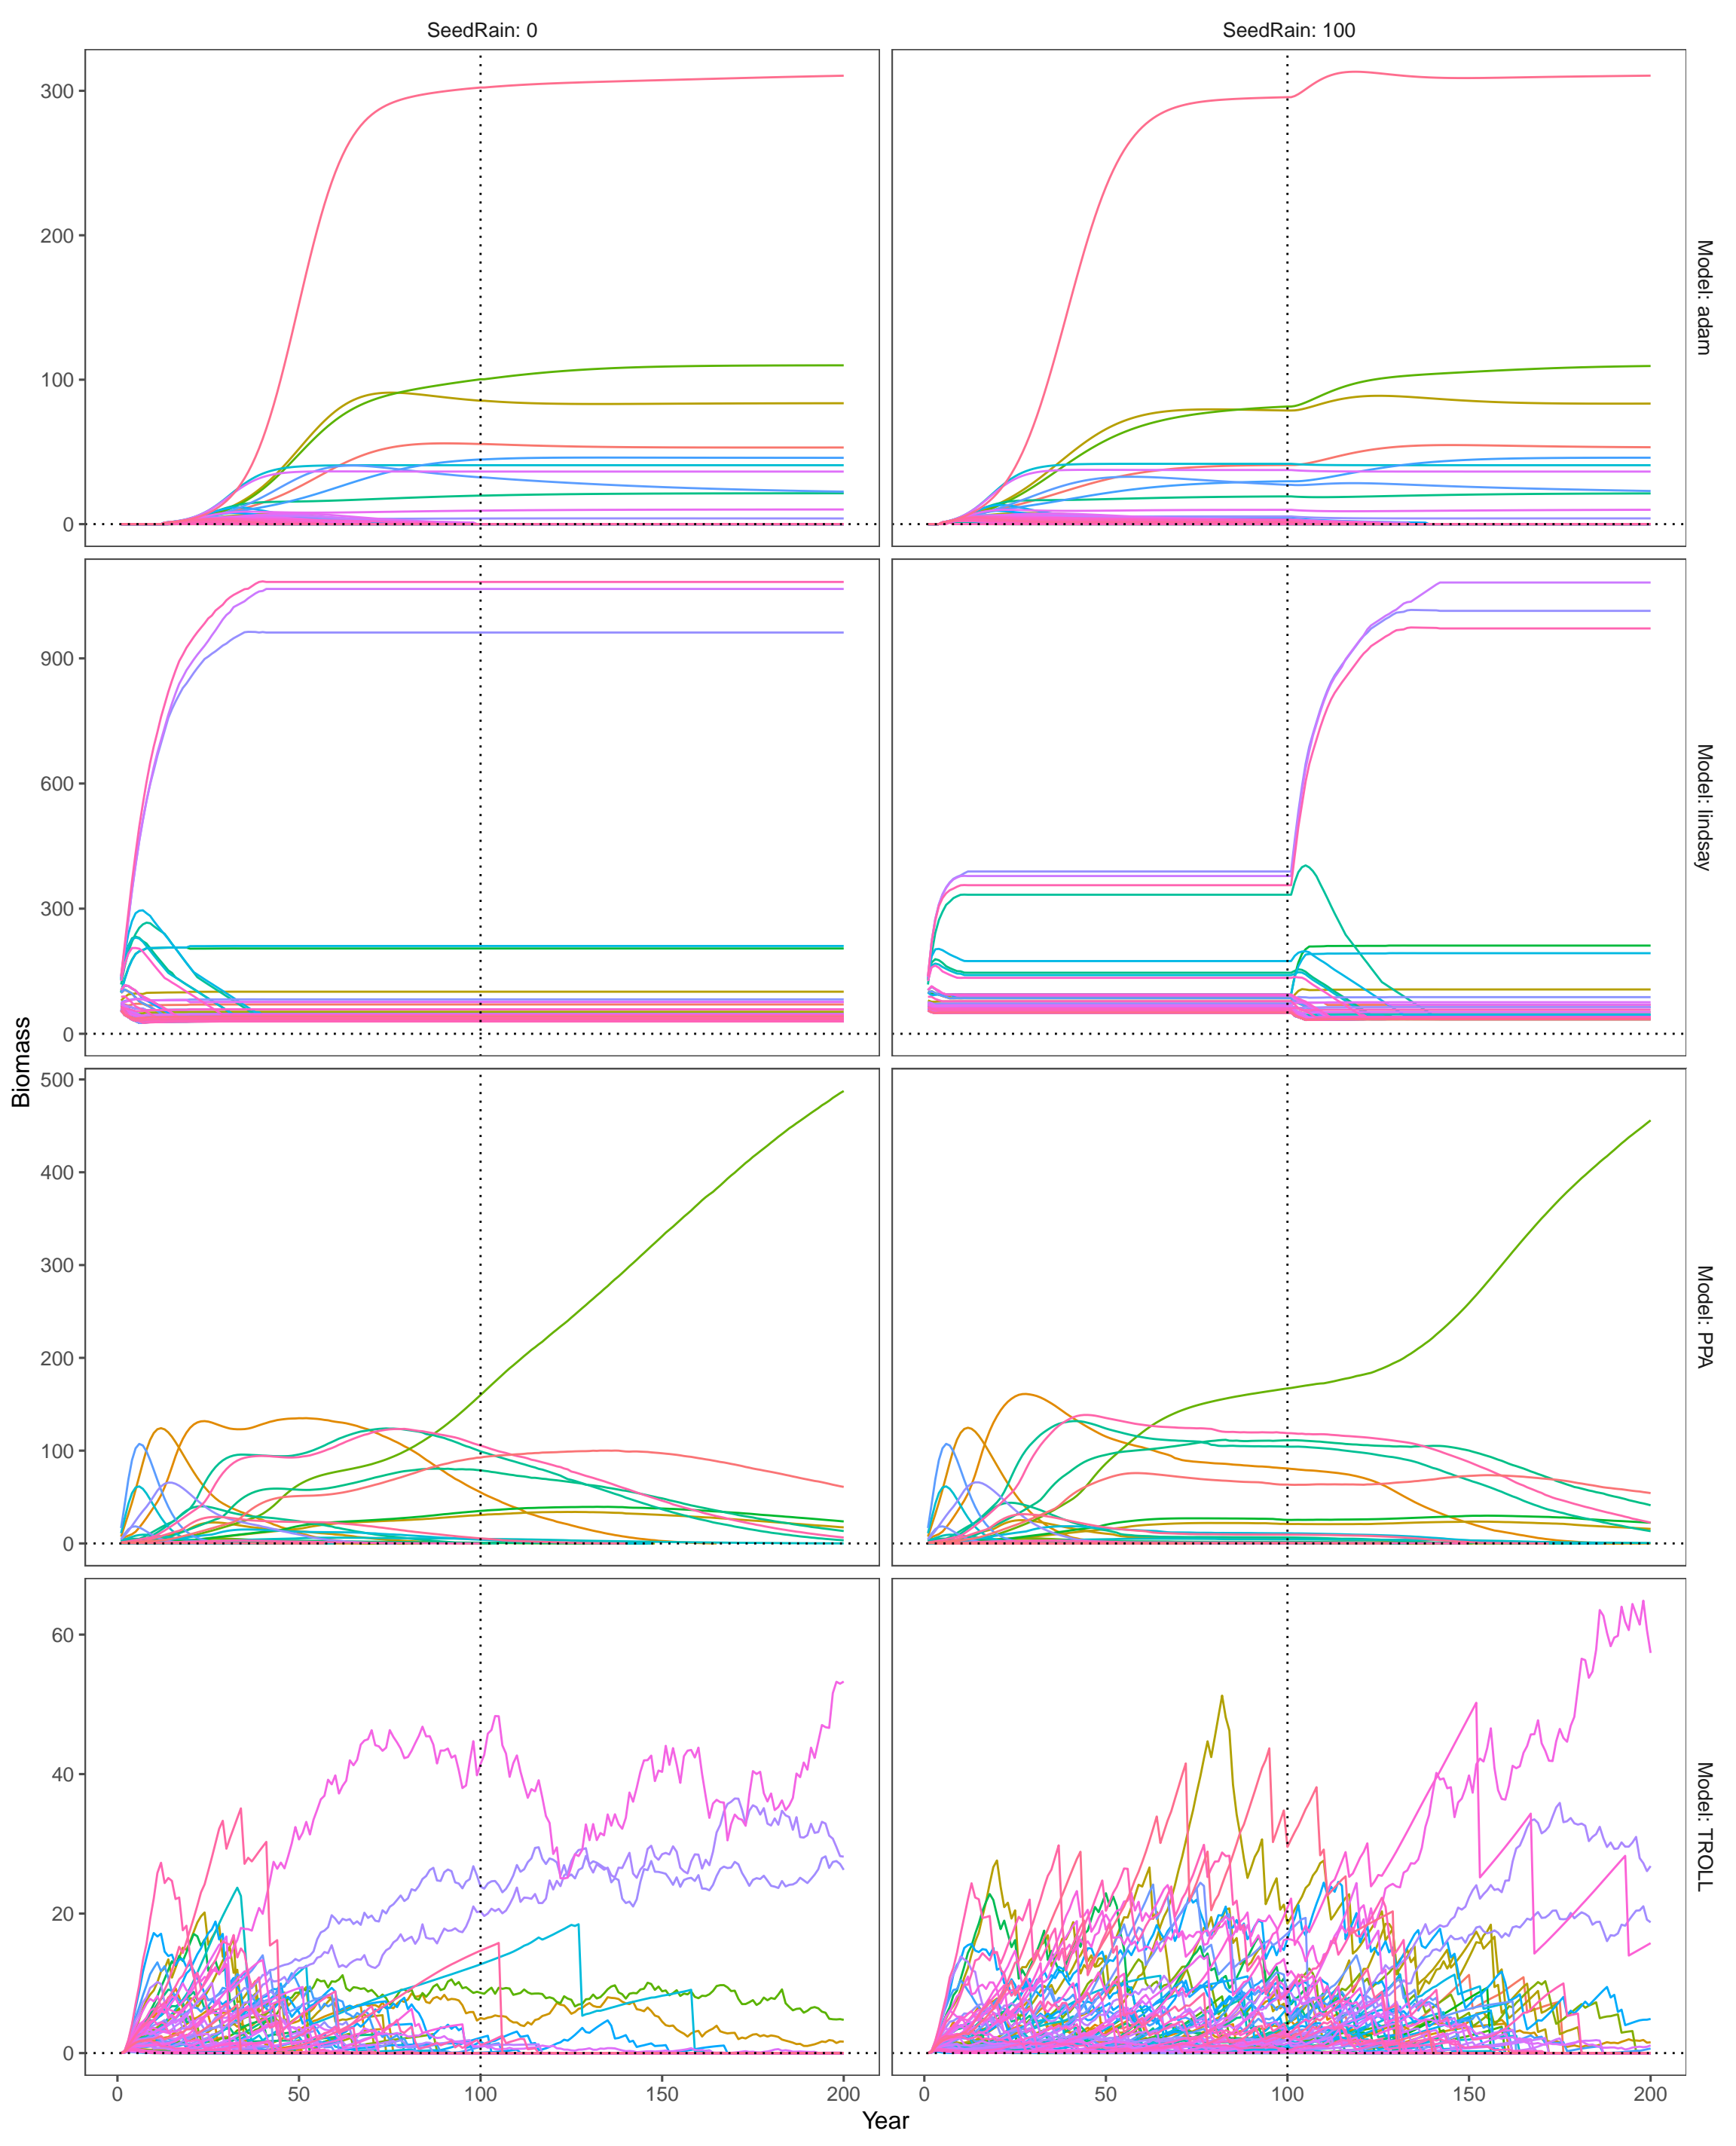 SeedRain: 0
SeedRain: 100
Biomass
300
200
100
0
Model: adam
900
600
300
0
Model: lindsay
500
400
300
200
100
0
Model: PPA
60
40
20
0
Model: TROLL
0 50 100 150 200 0 50 100 150 200
Year